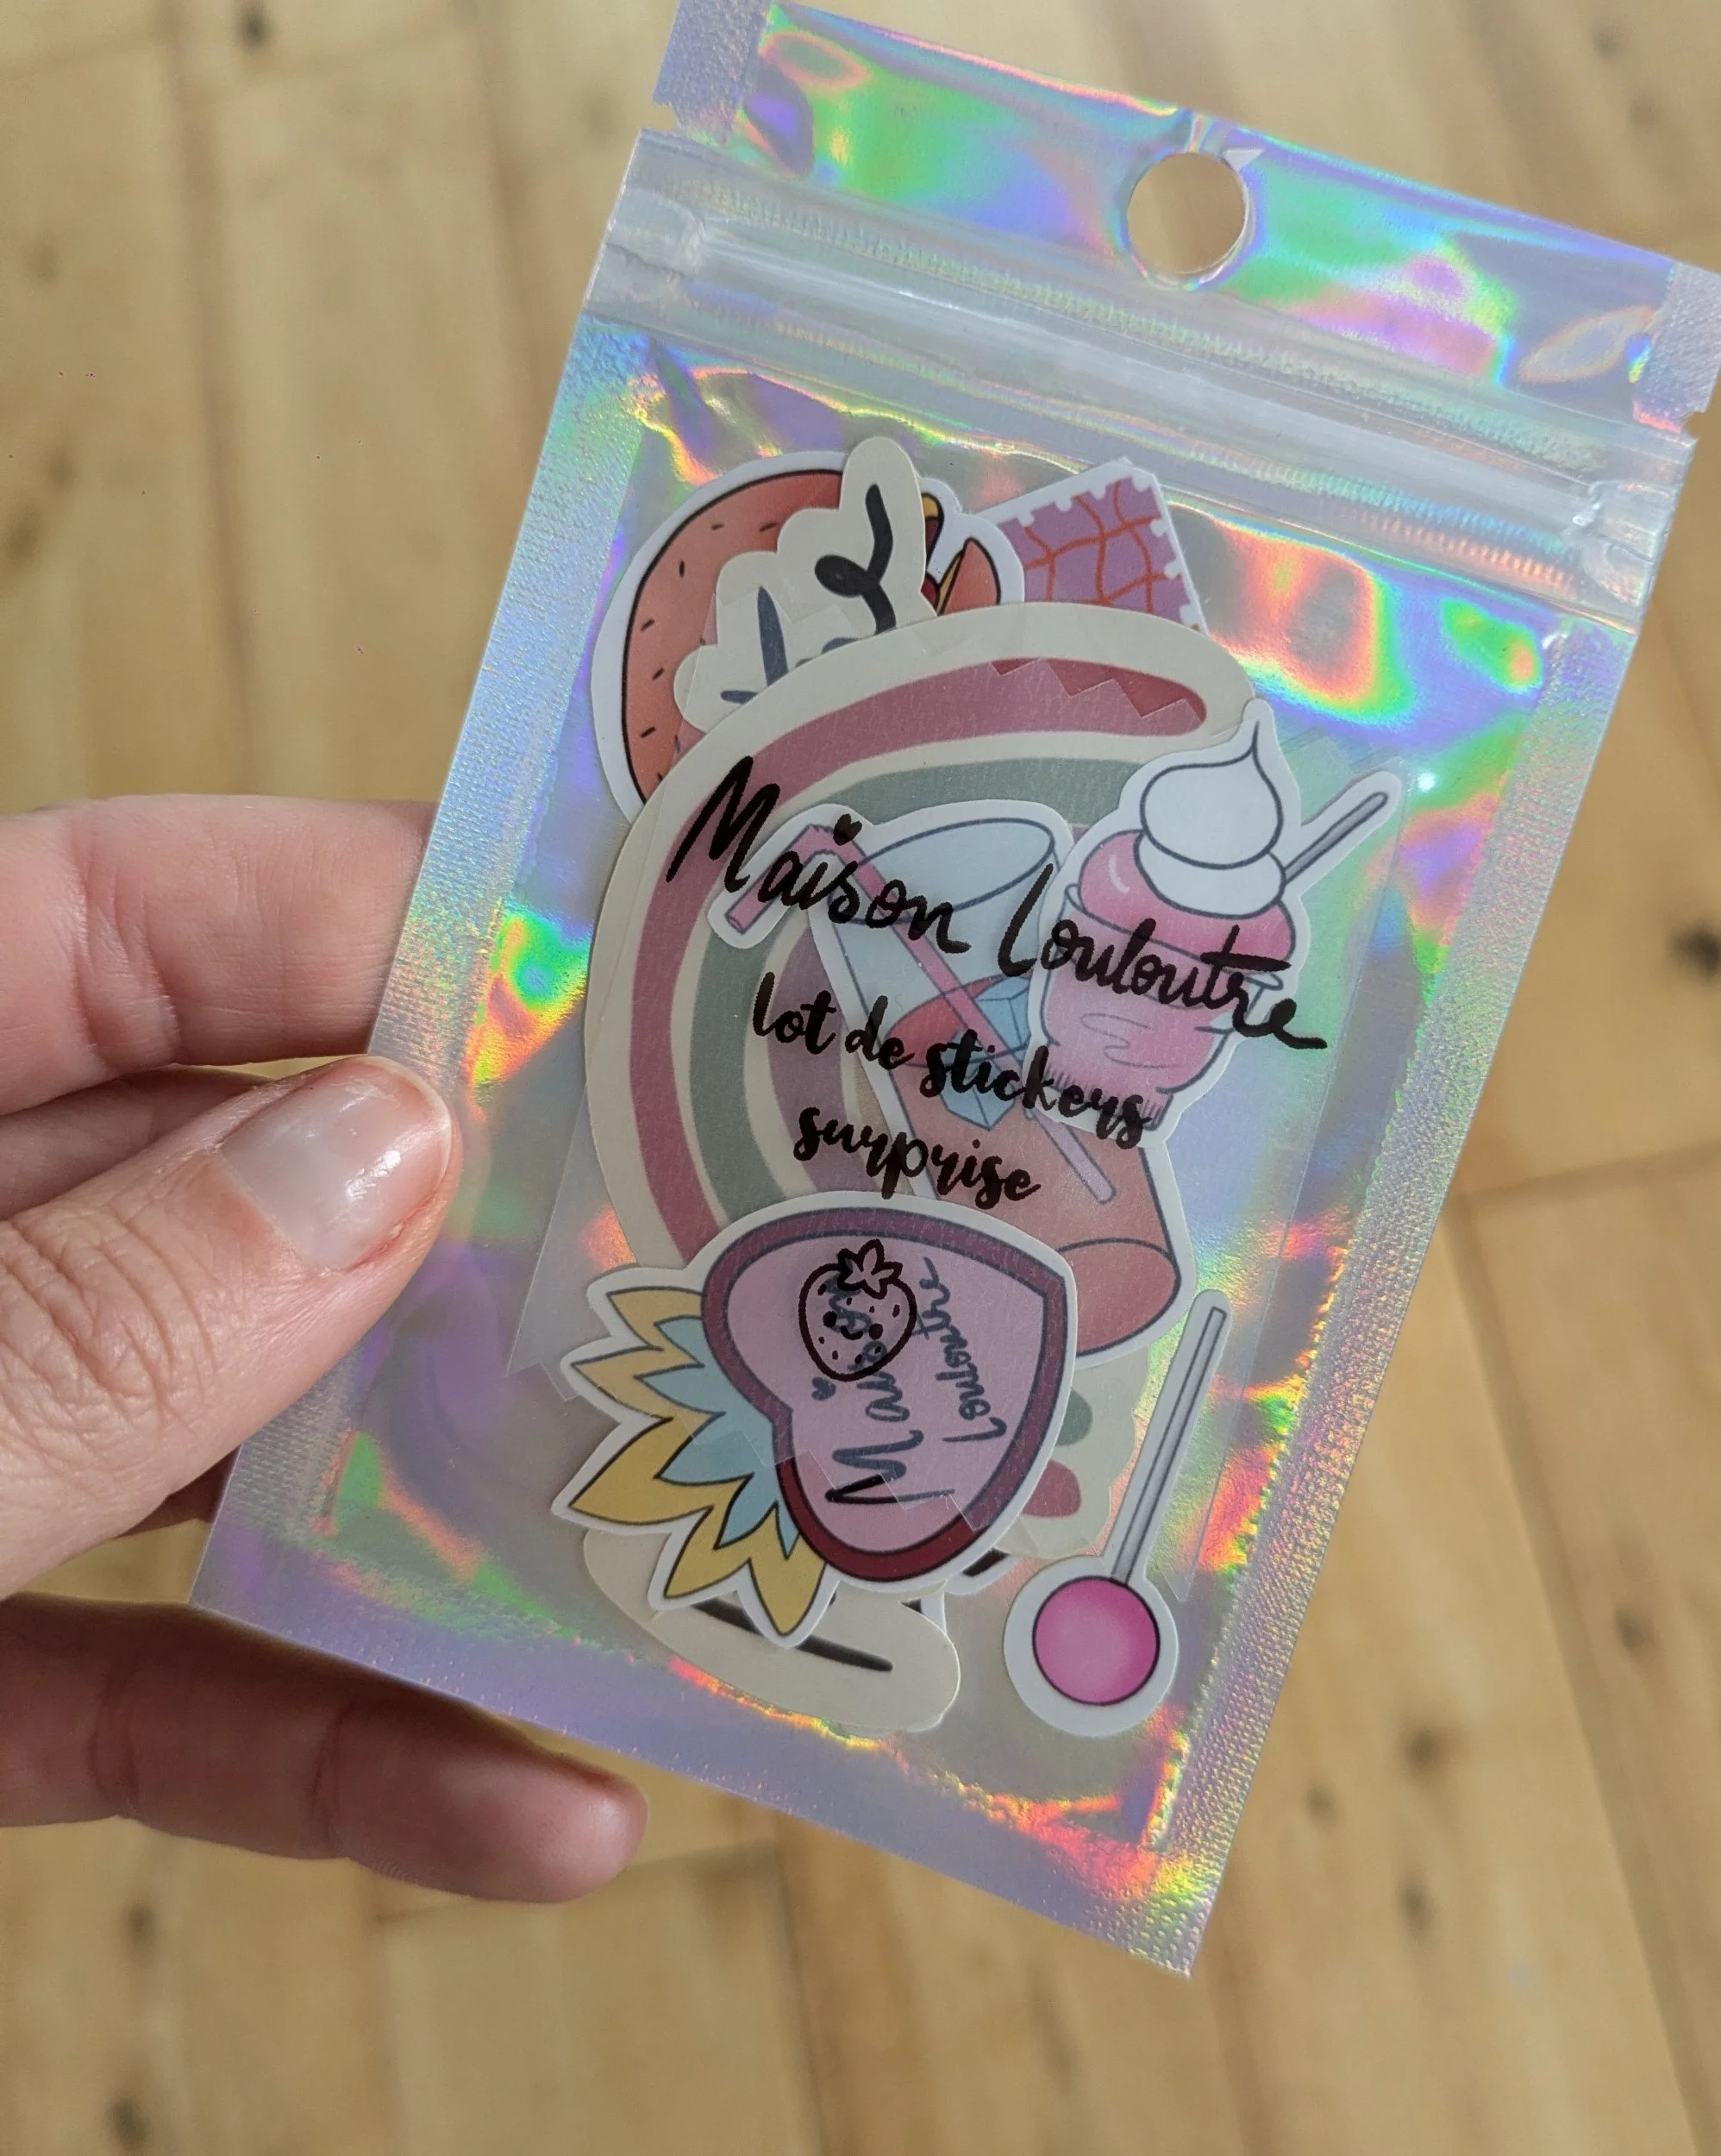 Maison Louloutre
lot de stickers
surprise
Maison
Louloutre